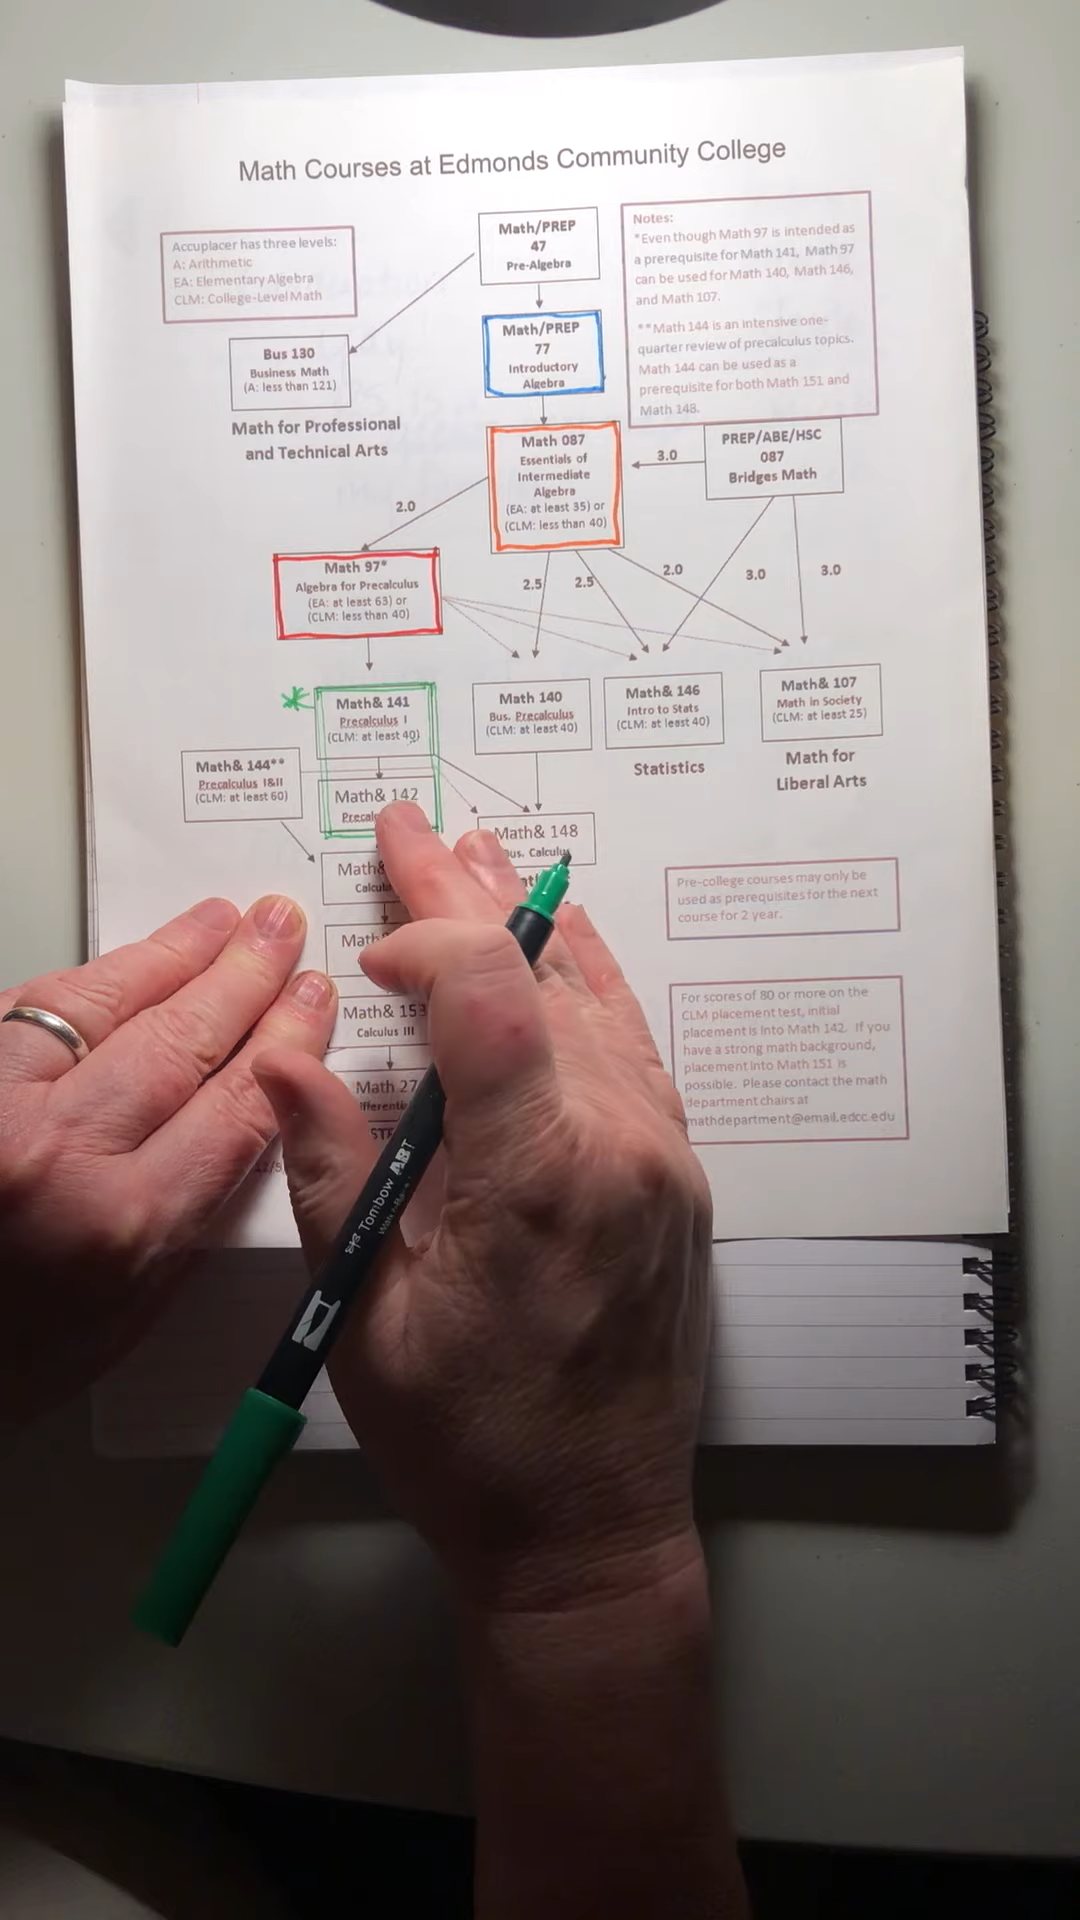 Math Courses at Edmonds Community College
Accuplacer has three levels:
A: Arithmetic
EA: Elementary Algebra
CLM: College-Level Math
Math/PREP
47
Pre-Algebra
Notes:
*Even though Math 97 is intended as
a prerequisite for Math 141, Math 97
can be used for Math 140, Math 146,
and Math 107.
**Math 144 is an intensive one-
quarter review of precalculus topics.
Math 144 can be used as a
prerequisite for both Math 151 and
Math 148.
Bus 130
Business Math
(A: less than 121)
Math for Professional
and Technical Arts
Math/PREP
77
Introductory
Algebra
Math 087
Essentials of
Intermediate
Algebra
(EA: at least 35) or
(CLM: less than 40)
3.0
PREP/ABE/HSC
087
Bridges Math
2.0
Math 97*
Algebra for Precalculus
(EA: at least 63) or
(CLM: less than 40)
2.5
2.5
2.0
3.0
3.0
Math& 141
Precalculus I
(CLM: at least 40)
Math 140
Bus. Precalculus
(CLM: at least 40)
Math& 146
Intro to Stats
(CLM: at least 40)
Statistics
Math& 107
Math in Society
(CLM: at least 25)
Math for
Liberal Arts
Math& 144**
Precalculus I&II
(CLM: at least 60)
Math& 142
Math& 148
Bus. Calculus
Math&
Math&
Math& 153
Calculus III
Math 27
Pre-college courses may only be
used as prerequisites for the next
course for 2 year.
For scores of 80 or more on the
CLM placement test, initial
placement is into Math 142. If you
have a strong math background,
placement into Math 151 is
possible. Please contact the math
department chairs at
mathdepartment@email.edcc.edu
Tombow ABT